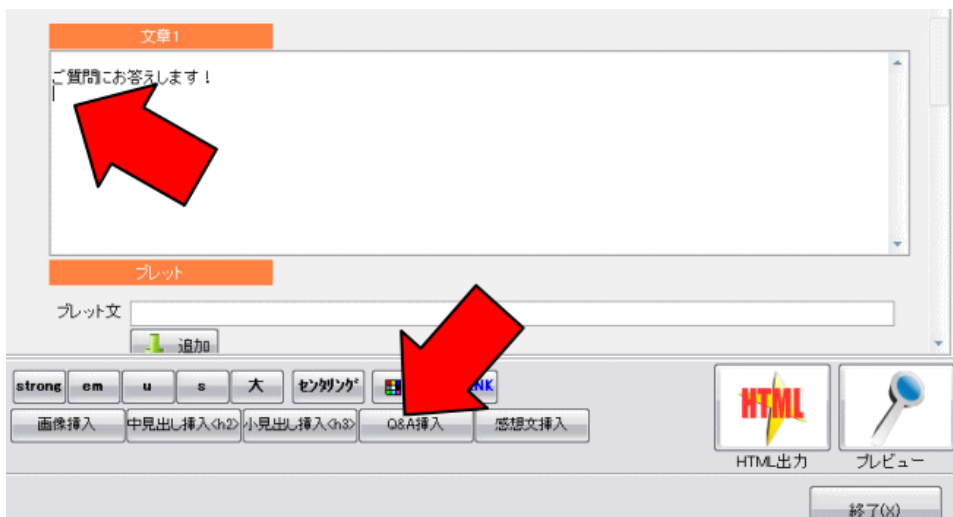 文章1
ご質問にお答えします！
ブレット
ブレット文
追加
strong em u s 大 センタリング NK
画像挿入 中見出し挿入<h2> 小見出し挿入<h3> Q&A挿入 感想文挿入
HTML
HTML出力 プレビュー
終了(X)